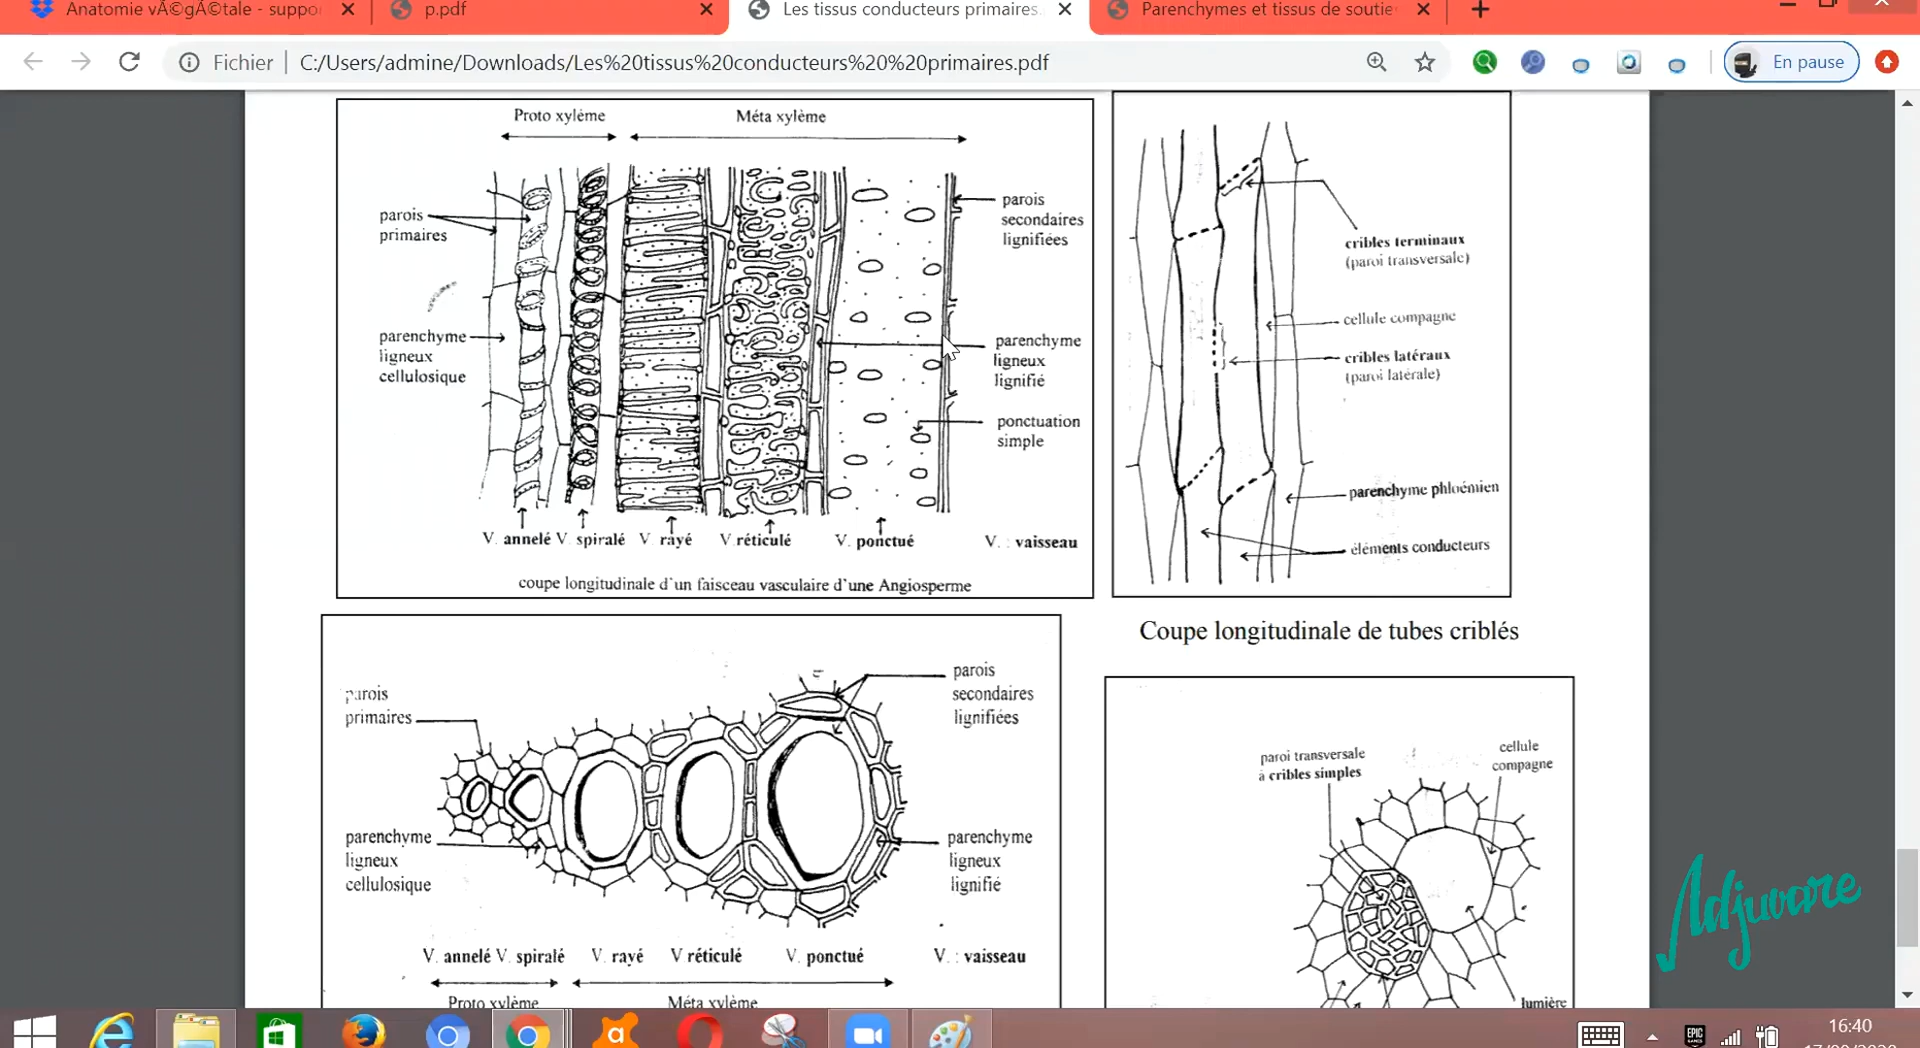 Anatomie vÃ©gÃ©tale - suppo
p.pdf
Les tissus conducteurs primaires.
Parenchymes et tissus de soutie
Fichier
C:/Users/admine/Downloads/Les%20tissus%20conducteurs%20%20primaires.pdf
En pause
Proto xylème
Méta xylème
parois
primaires
parenchyme
ligneux
cellulosique
parois
secondaires
lignifiées
parenchyme
ligneux
lignifié
ponctuation
simple
V. annelé V. spiralé V. rayé V. réticulé V. ponctué V. : vaisseau
coupe longitudinale d'un faisceau vasculaire d'une Angiosperme
cribles terminaux
(paroi transversale)
cellule compagne
cribles latéraux
(paroi latérale)
parenchyme phloémien
éléments conducteurs
Coupe longitudinale de tubes criblés
parois
primaires
parenchyme
ligneux
cellulosique
parois
secondaires
lignifiées
parenchyme
ligneux
lignifié
V. annelé V. spiralé V. rayé V réticulé V. ponctué V. : vaisseau
Proto xylème
Méta xylème
paroi transversale
à cribles simples
cellule
compagne
lumière
Adjuvare
EPIC
GAMES
16:40